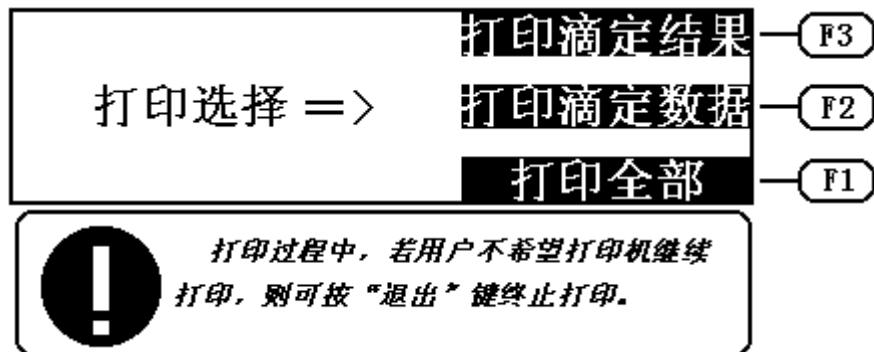 打印滴定结果 F3
打印选择 => 打印滴定数据 F2
打印全部 F1
打印过程中，若用户不希望打印机继续
打印，则可按“退出”键终止打印。